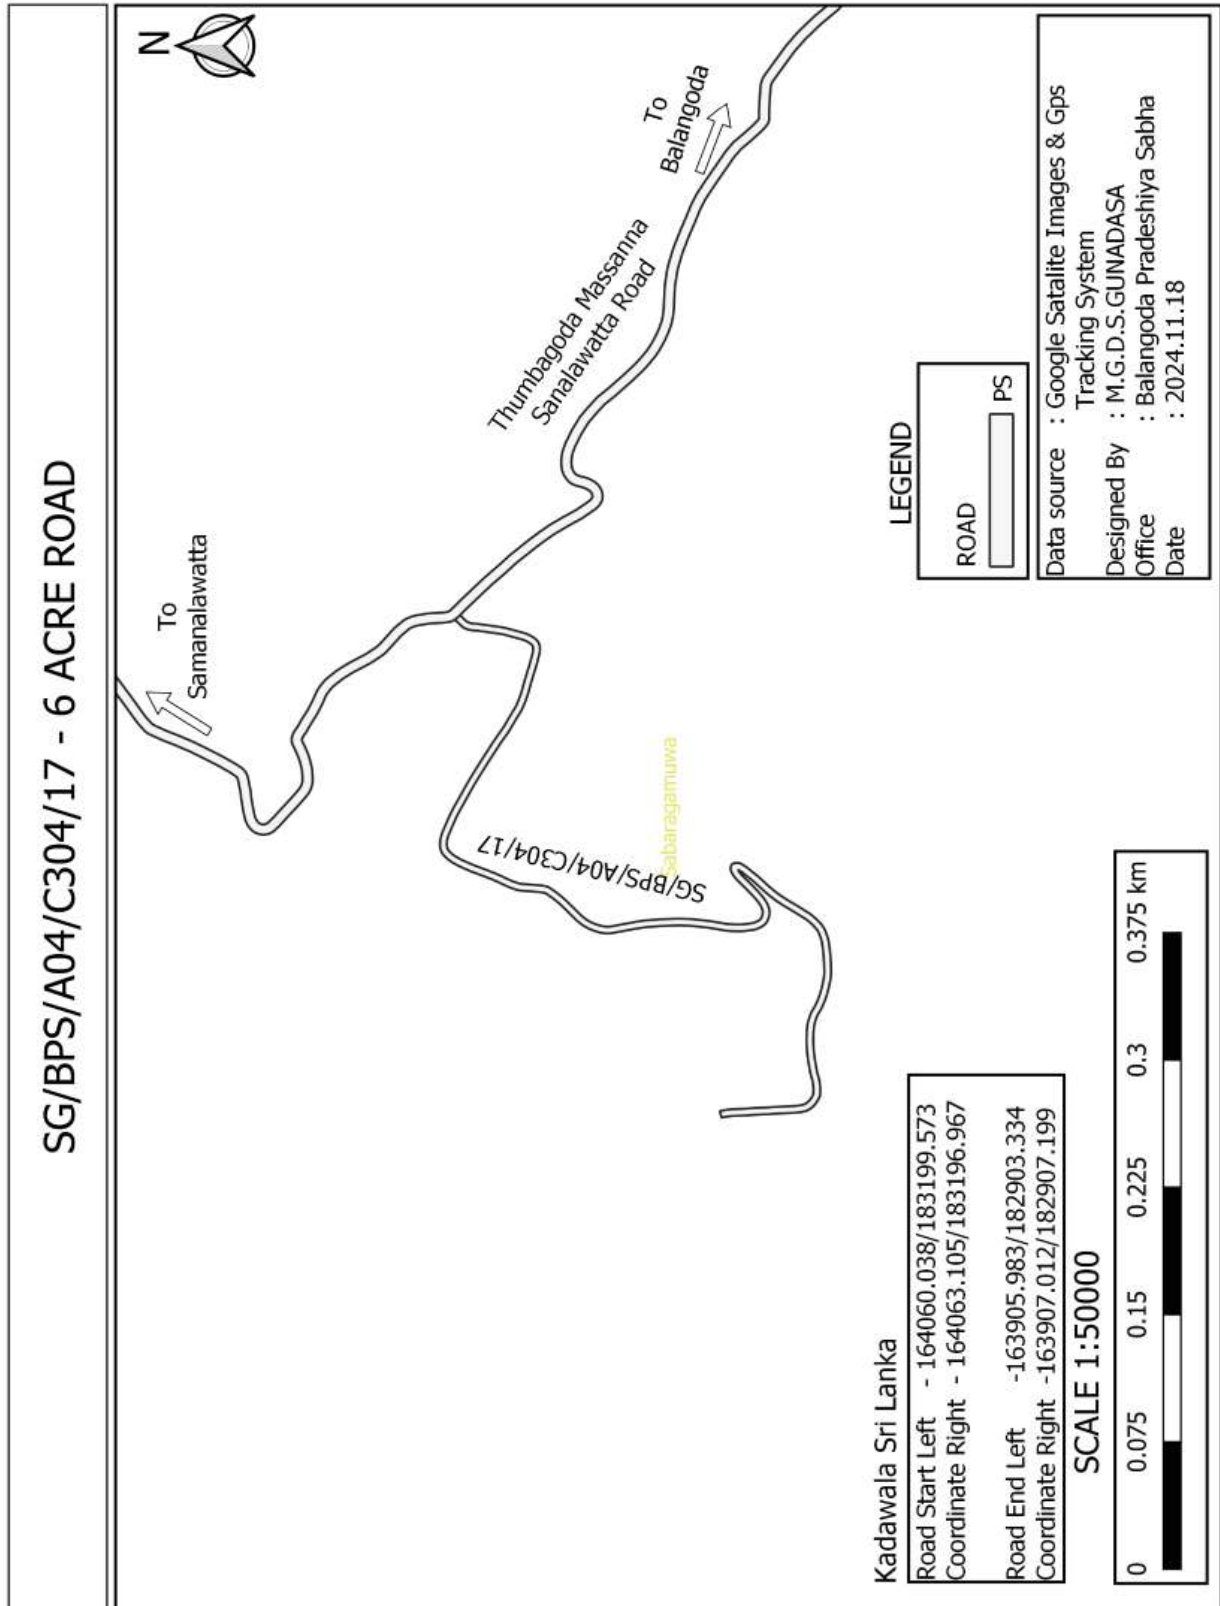 SG/BPS/A04/C304/17 - 6 ACRE ROAD
N
To
Samanalawatta
To
Balangoda
Thumbagoda Massanna
Sanalawatta Road
SG/BPS/A04/C304/17
Sabaragamuwa
LEGEND
ROAD
PS
Data source : Google Satalite Images & Gps
Tracking System
Designed By : M.G.D.S.GUNADASA
Office : Balangoda Pradeshiya Sabha
Date : 2024.11.18
Kadawala Sri Lanka
Road Start Left - 164060.038/183199.573
Coordinate Right - 164063.105/183196.967
Road End Left -163905.983/182903.334
Coordinate Right -163907.012/182907.199
SCALE 1:50000
0 0.075 0.15 0.225 0.3 0.375 km